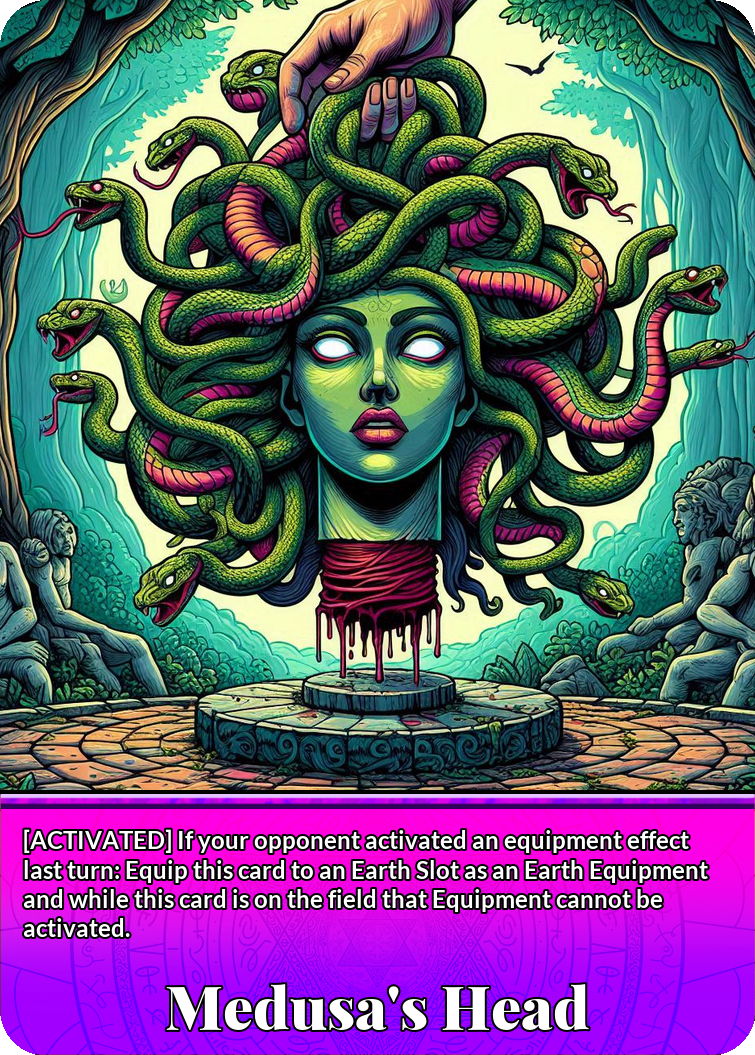 [ACTIVATED] If your opponent activated an equipment effect
last turn: Equip this card to an Earth Slot as an Earth Equipment
and while this card is on the field that Equipment cannot be
activated.
Medusa's Head